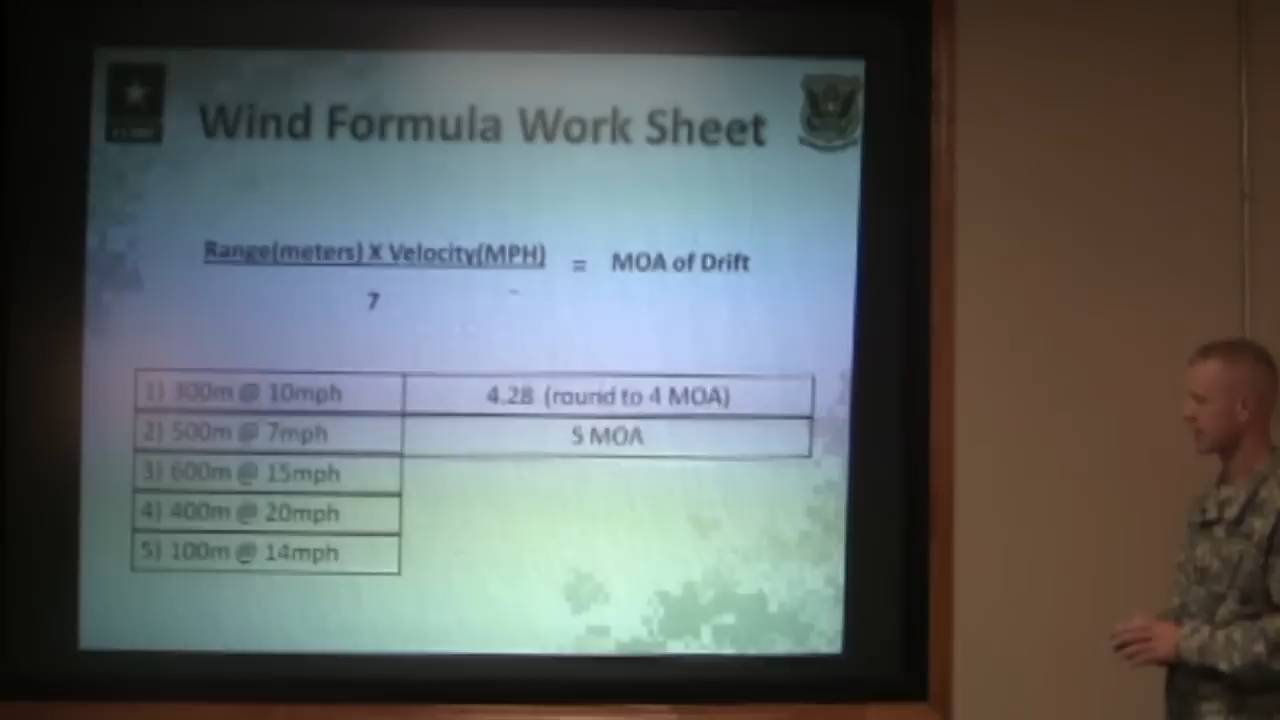 Wind Formula Work Sheet
Range(meters) X Velocity(MPH) = MOA of Drift
7
1) 300m @ 10mph 4.28 (round to 4 MOA)
2) 500m @ 7mph 5 MOA
3) 600m @ 15mph
4) 400m @ 20mph
5) 100m @ 14mph